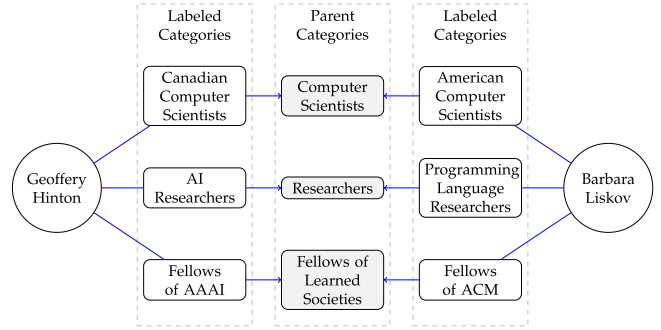 Labeled
Categories
Parent
Categories
Labeled
Categories
Canadian
Computer
Scientists
Computer
Scientists
American
Computer
Scientists
Geoffery
Hinton
AI
Researchers
Researchers
Programming
Language
Researchers
Barbara
Liskov
Fellows
of AAAI
Fellows of
Learned
Societies
Fellows
of ACM